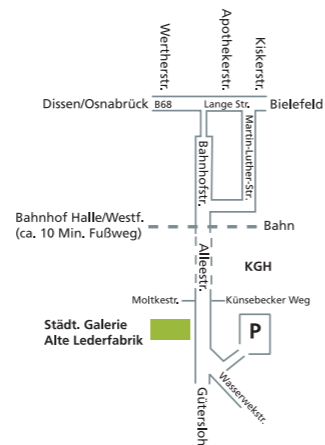 Wertherstr.
Apothekerstr.
Kiskerstr.
Dissen/Osnabrück
B68
Lange Str.
Bielefeld
Martin-Luther-Str.
Bahnhofstr.
Bahnhof Halle/Westf.
(ca. 10 Min. Fußweg)
Bahn
Alleestr.
KGH
Moltkestr.
Künsebecker Weg
Städt. Galerie
Alte Lederfabrik
P
Wasserwekstr.
Gütersloh